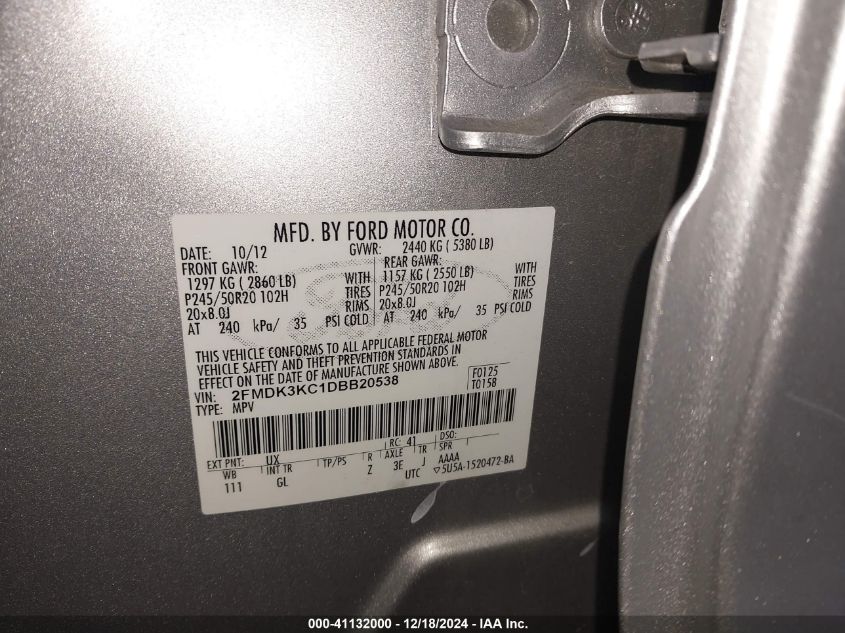 MFD. BY FORD MOTOR CO.
DATE: 10/12 GVWR: 2440 KG ( 5380 LB)
FRONT GAWR: REAR GAWR:
1297 KG ( 2860 LB) WITH 1157 KG ( 2550 LB) WITH
P245/50R20 102H TIRES P245/50R20 102H TIRES
20x8.0J RIMS 20x8.0J RIMS
AT 240 kPa/ 35 PSI COLD AT 240 kPa/ 35 PSI COLD
THIS VEHICLE CONFORMS TO ALL APPLICABLE FEDERAL MOTOR
VEHICLE SAFETY AND THEFT PREVENTION STANDARDS IN
EFFECT ON THE DATE OF MANUFACTURE SHOWN ABOVE.
VIN: 2FMDK3KC1DBB20538 F0125
TYPE: MPV T0158
RC: 41 DSO:
EXT PNT: UX TP/PS R AXLE TR SPR
WB INT TR Z 3E J AAAA
111 GL UTC ▽5U5A-1520472-BA
000-41132000 - 12/18/2024 - IAA Inc.